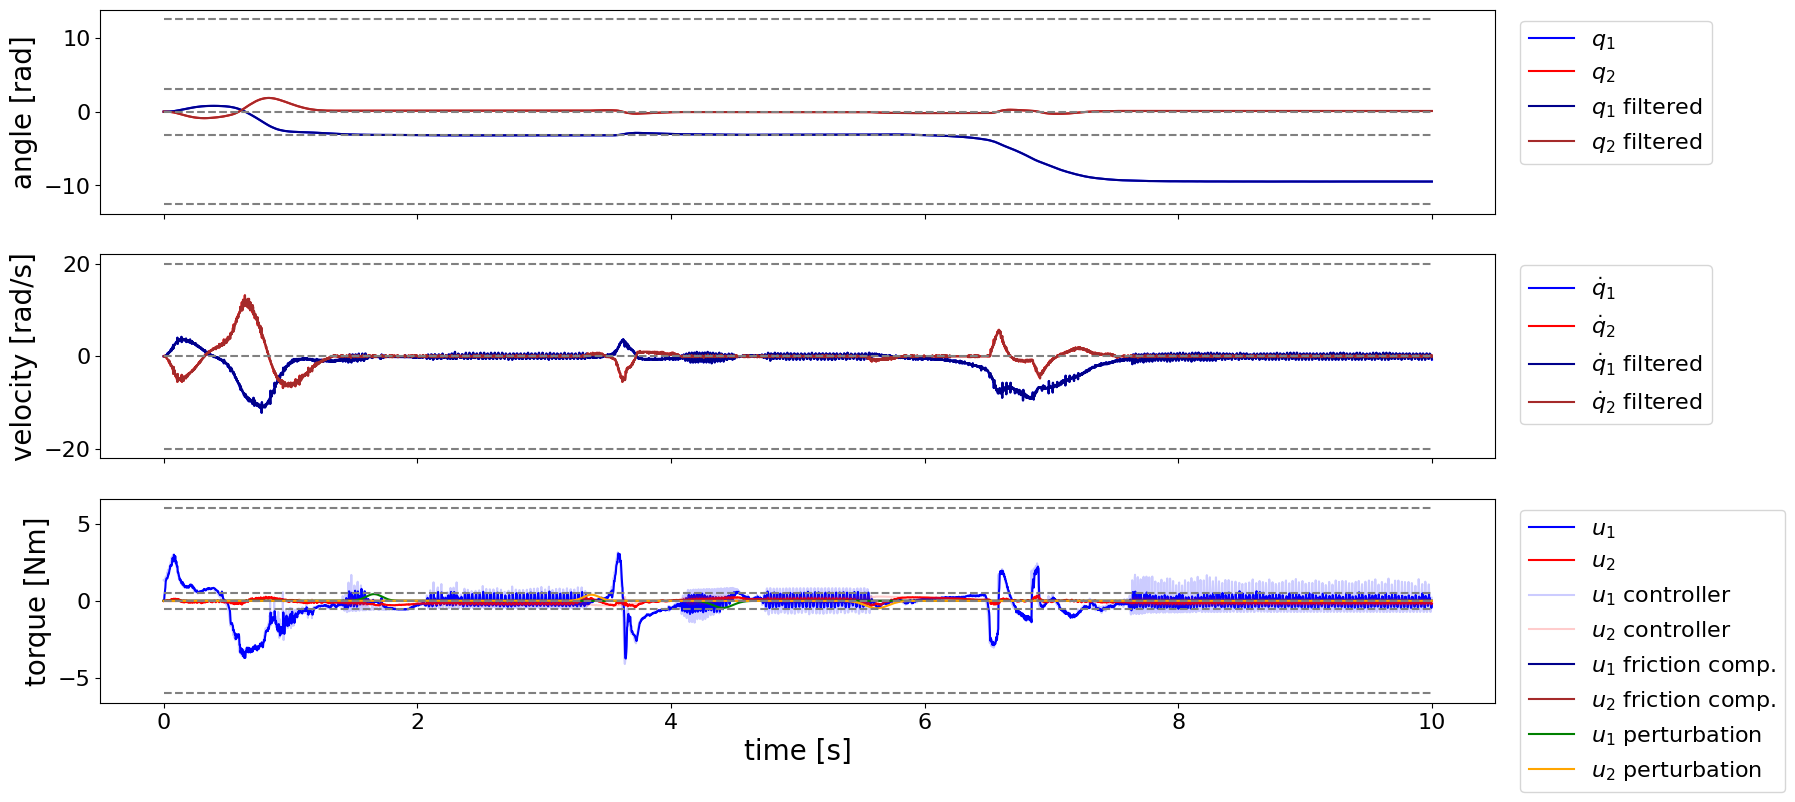 angle [rad]
10
0
−10
q₁
q₂
q₁ filtered
q₂ filtered
velocity [rad/s]
20
0
−20
q̇₁
q̇₂
q̇₁ filtered
q̇₂ filtered
torque [Nm]
5
0
−5
0 2 4 6 8 10
time [s]
u₁
u₂
u₁ controller
u₂ controller
u₁ friction comp.
u₂ friction comp.
u₁ perturbation
u₂ perturbation